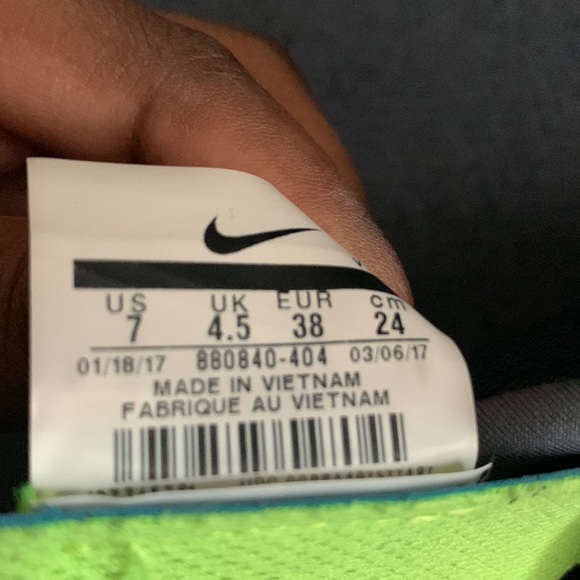 US UK EUR cm
7 4.5 38 24
01/18/17 880840-404 03/06/17
MADE IN VIETNAM
FABRIQUE AU VIETNAM